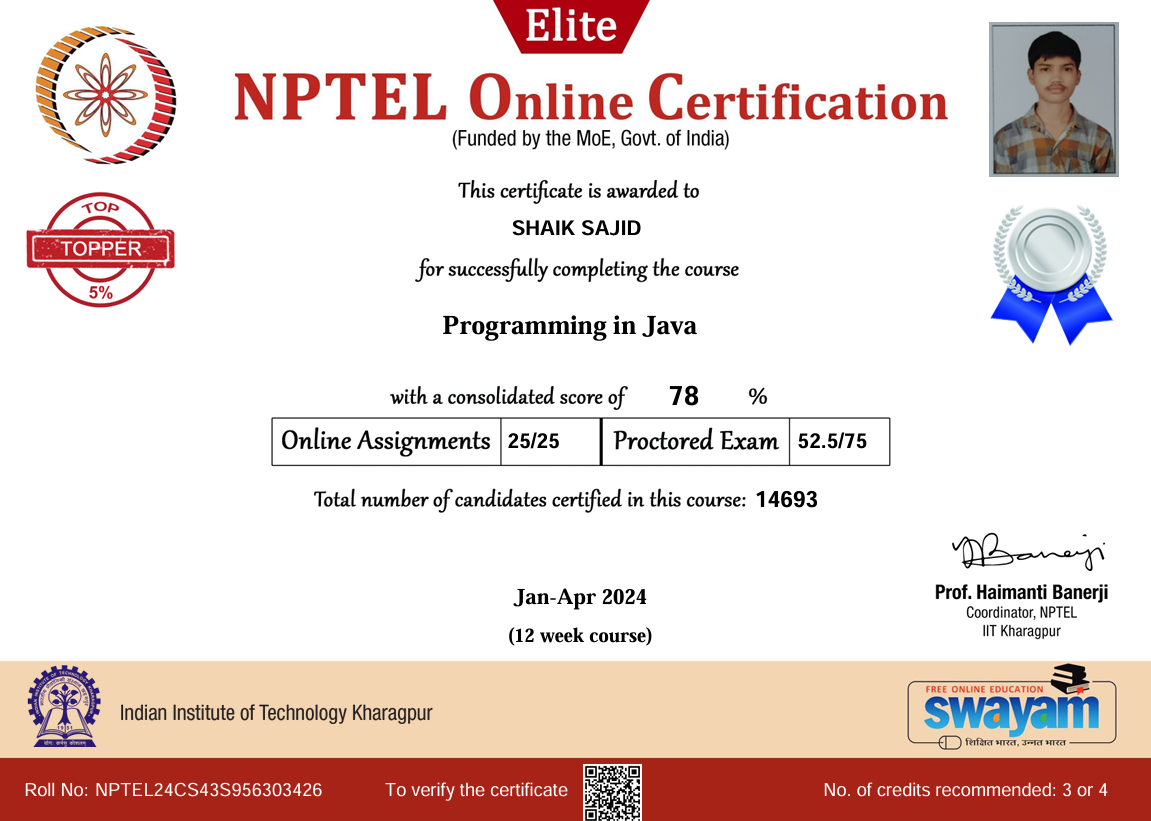 Elite
NPTEL Online Certification
(Funded by the MoE, Govt. of India)
This certificate is awarded to
SHAIK SAJID
for successfully completing the course
TOP
TOPPER
5%
Programming in Java
with a consolidated score of 78 %
Online Assignments 25/25 Proctored Exam 52.5/75
Total number of candidates certified in this course: 14693
Banerji
Prof. Haimanti Banerji
Coordinator, NPTEL
IIT Kharagpur
Jan-Apr 2024
(12 week course)
Indian Institute of Technology Kharagpur
FREE ONLINE EDUCATION
swayam
शिक्षित भारत, उन्नत भारत
Roll No: NPTEL24CS43S956303426 To verify the certificate No. of credits recommended: 3 or 4